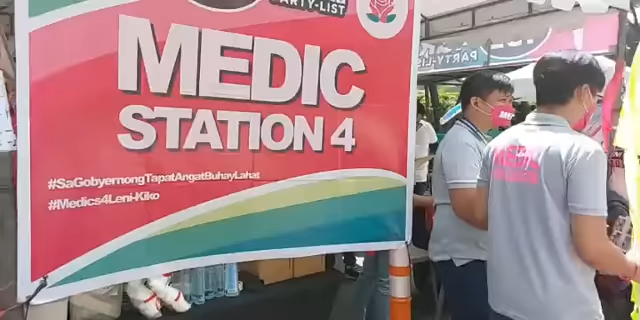 PARTY-LIST
MEDIC
STATION 4
#SaGobyernongTapatAngatBuhayLahat
#Medics4Leni-Kiko
PARTY-LIST